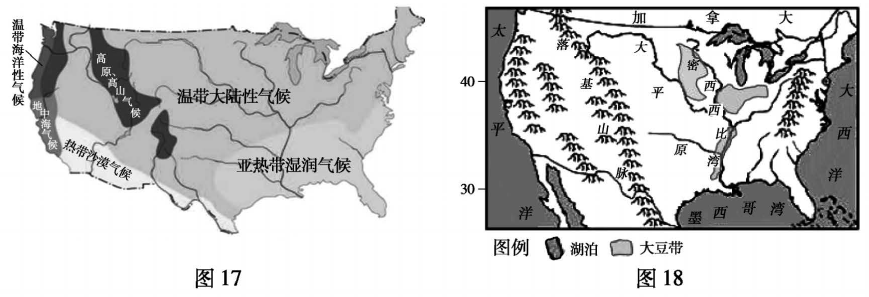 温带海洋性气候
地中海气候
高原、高山气候
热带沙漠气候
温带大陆性气候
亚热带湿润气候
图17
加拿大
太平洋
落基山脉
大平原
密西西比
湾
墨西哥湾
大西洋
40
30
图例 湖泊 大豆带
图18